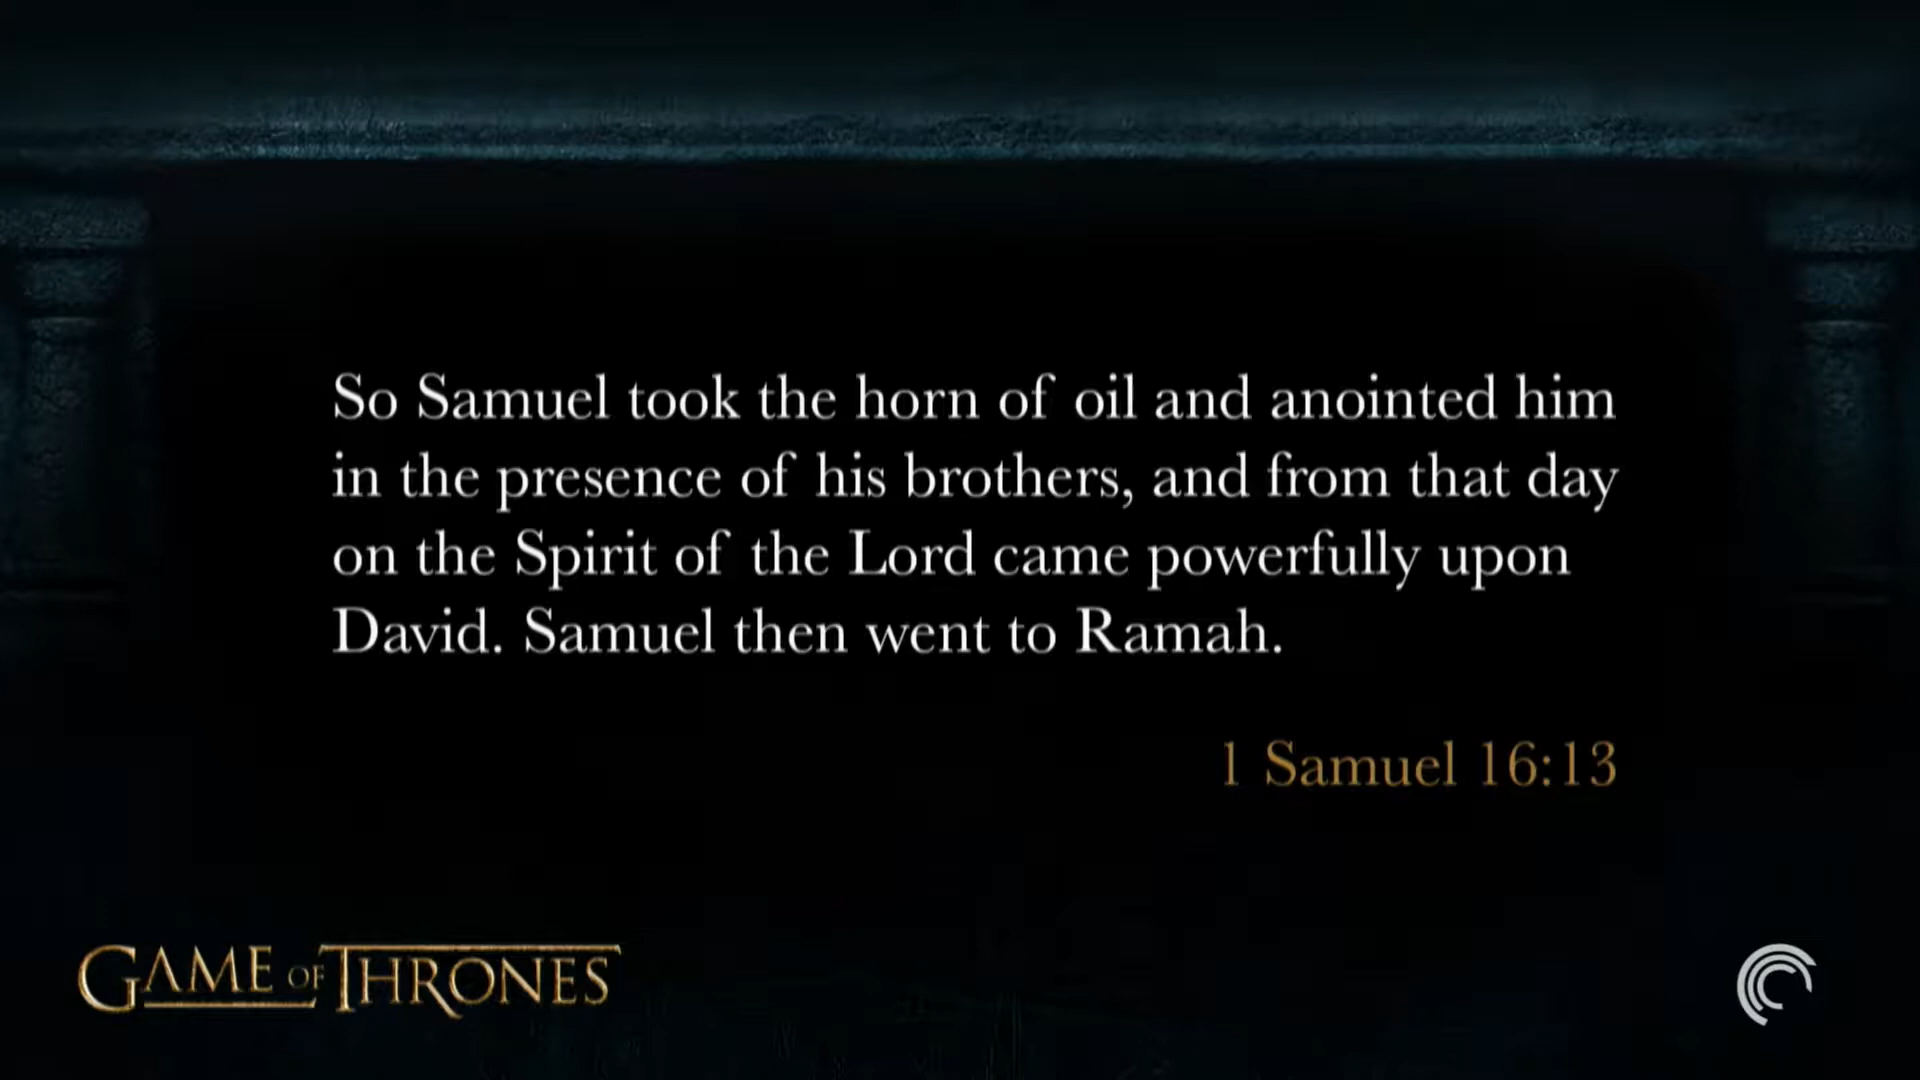 So Samuel took the horn of oil and anointed him
in the presence of his brothers, and from that day
on the Spirit of the Lord came powerfully upon
David. Samuel then went to Ramah.
1 Samuel 16:13
GAME OF THRONES